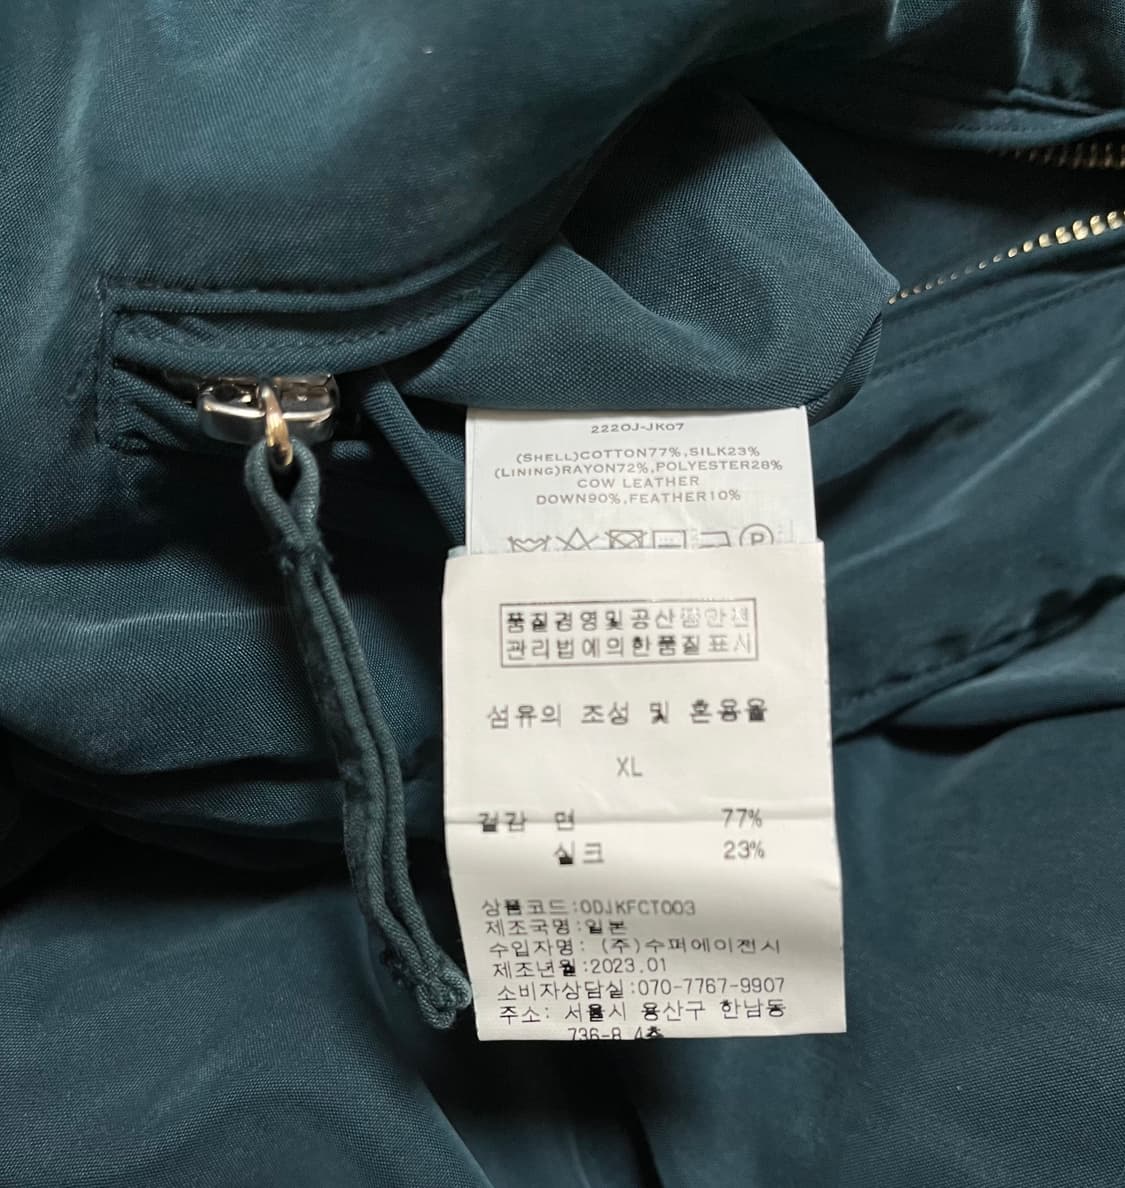 2220J-JK07
(SHELL)COTTON77%,SILK23%
(LINING)RAYON72%,POLYESTER28%
COW LEATHER
DOWN90%,FEATHER10%
P
품질경영및공산품안전
관리법에의한품질표시
섬유의 조성 및 혼용율
XL
겉감 면 77%
실크 23%
상품코드:ODJKFCT003
제조국명:일본
수입자명: (주)수퍼에이전시
제조년월:2023.01
소비자상담실:070-7767-9907
주소: 서울시 용산구 한남동
736-8 4층